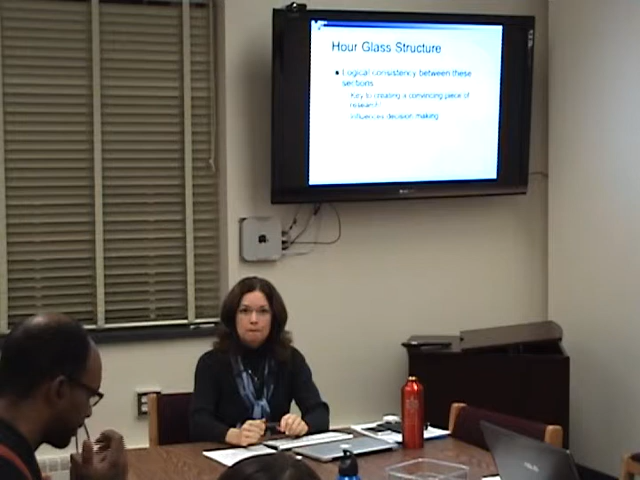 Hour Glass Structure
Logical consistency between these
sections
Key to creating a convincing piece of
research
Influences decision making